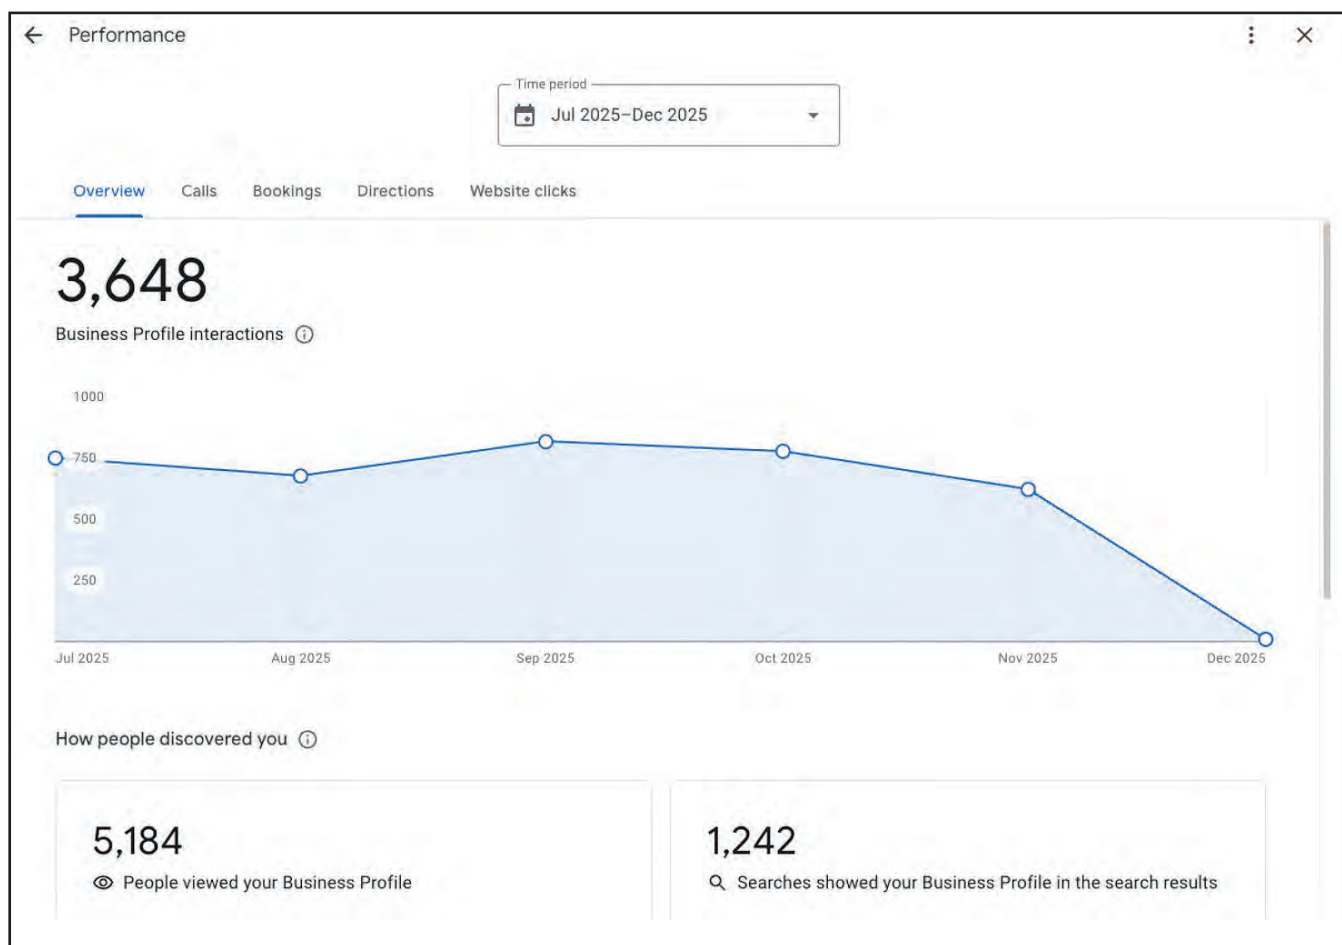 Performance
Time period
Jul 2025–Dec 2025
Overview Calls Bookings Directions Website clicks
3,648
Business Profile interactions
1000
750
500
250
Jul 2025 Aug 2025 Sep 2025 Oct 2025 Nov 2025 Dec 2025
How people discovered you
5,184
People viewed your Business Profile
1,242
Searches showed your Business Profile in the search results